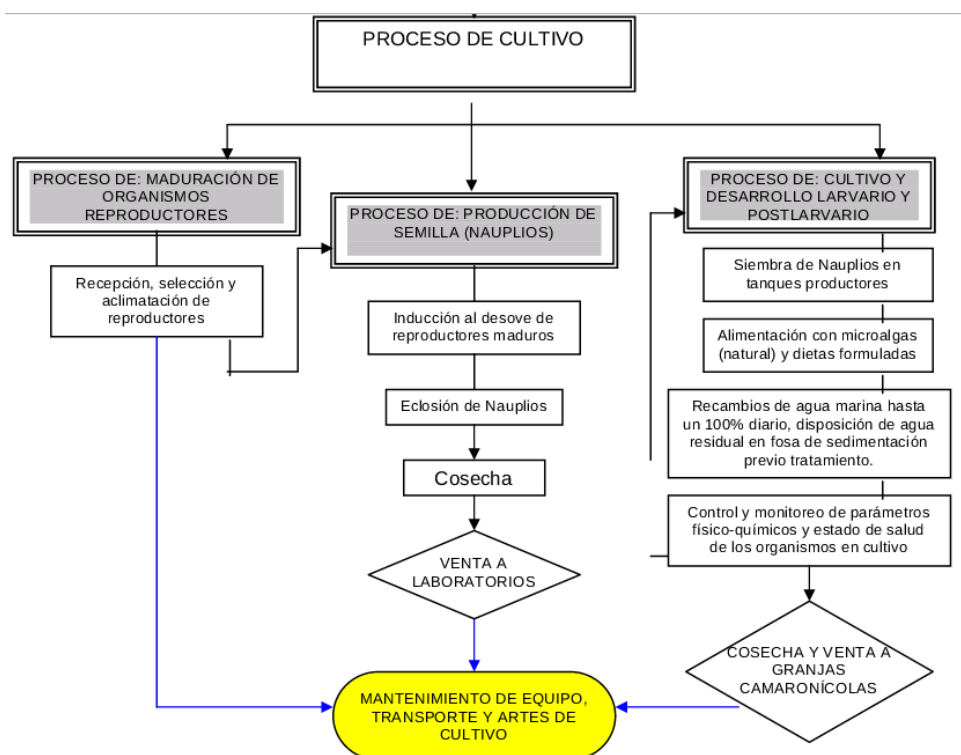 PROCESO DE CULTIVO
PROCESO DE: MADURACIÓN DE
ORGANISMOS
REPRODUCTORES
Recepción, selección y
aclimatación de
reproductores
PROCESO DE: PRODUCCIÓN DE
SEMILLA (NAUPLIOS)
Inducción al desove de
reproductores maduros
Eclosión de Nauplios
Cosecha
VENTA A
LABORATORIOS
PROCESO DE: CULTIVO Y
DESARROLLO LARVARIO Y
POSTLARVARIO
Siembra de Nauplios en
tanques productores
Alimentación con microalgas
(natural) y dietas formuladas
Recambios de agua marina hasta
un 100% diario, disposición de agua
residual en fosa de sedimentación
previo tratamiento.
Control y monitoreo de parámetros
físico-químicos y estado de salud
de los organismos en cultivo
COSECHA Y VENTA A
GRANJAS
CAMARONÍCOLAS
MANTENIMIENTO DE EQUIPO,
TRANSPORTE Y ARTES DE
CULTIVO